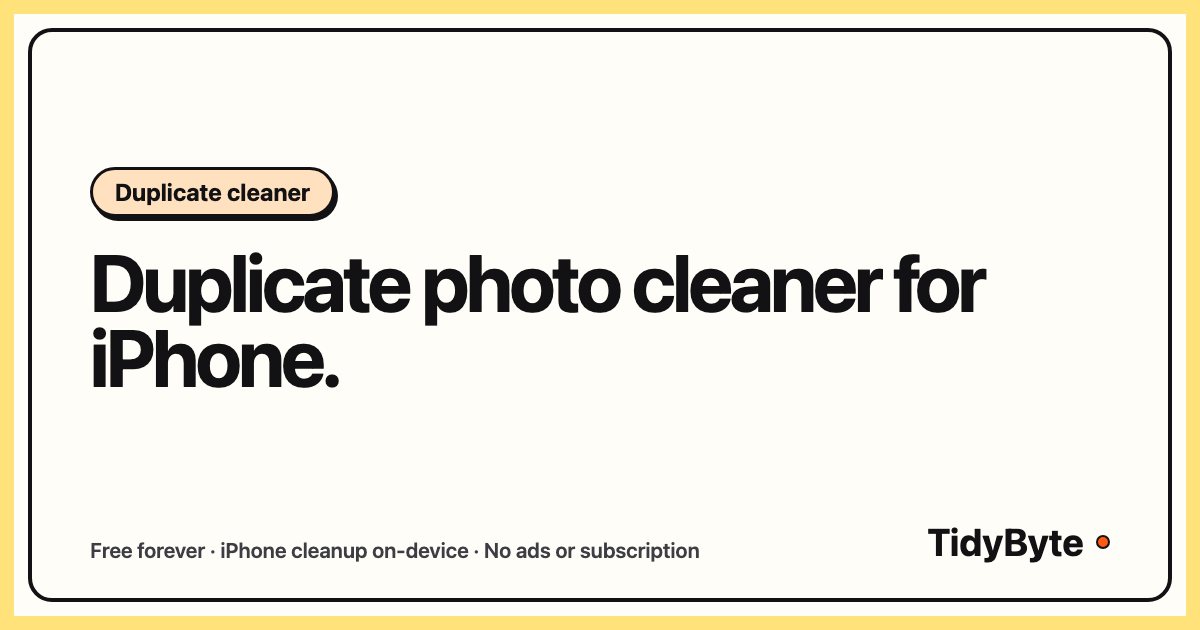 Duplicate cleaner
Duplicate photo cleaner for
iPhone.
Free forever · iPhone cleanup on-device · No ads or subscription
TidyByte